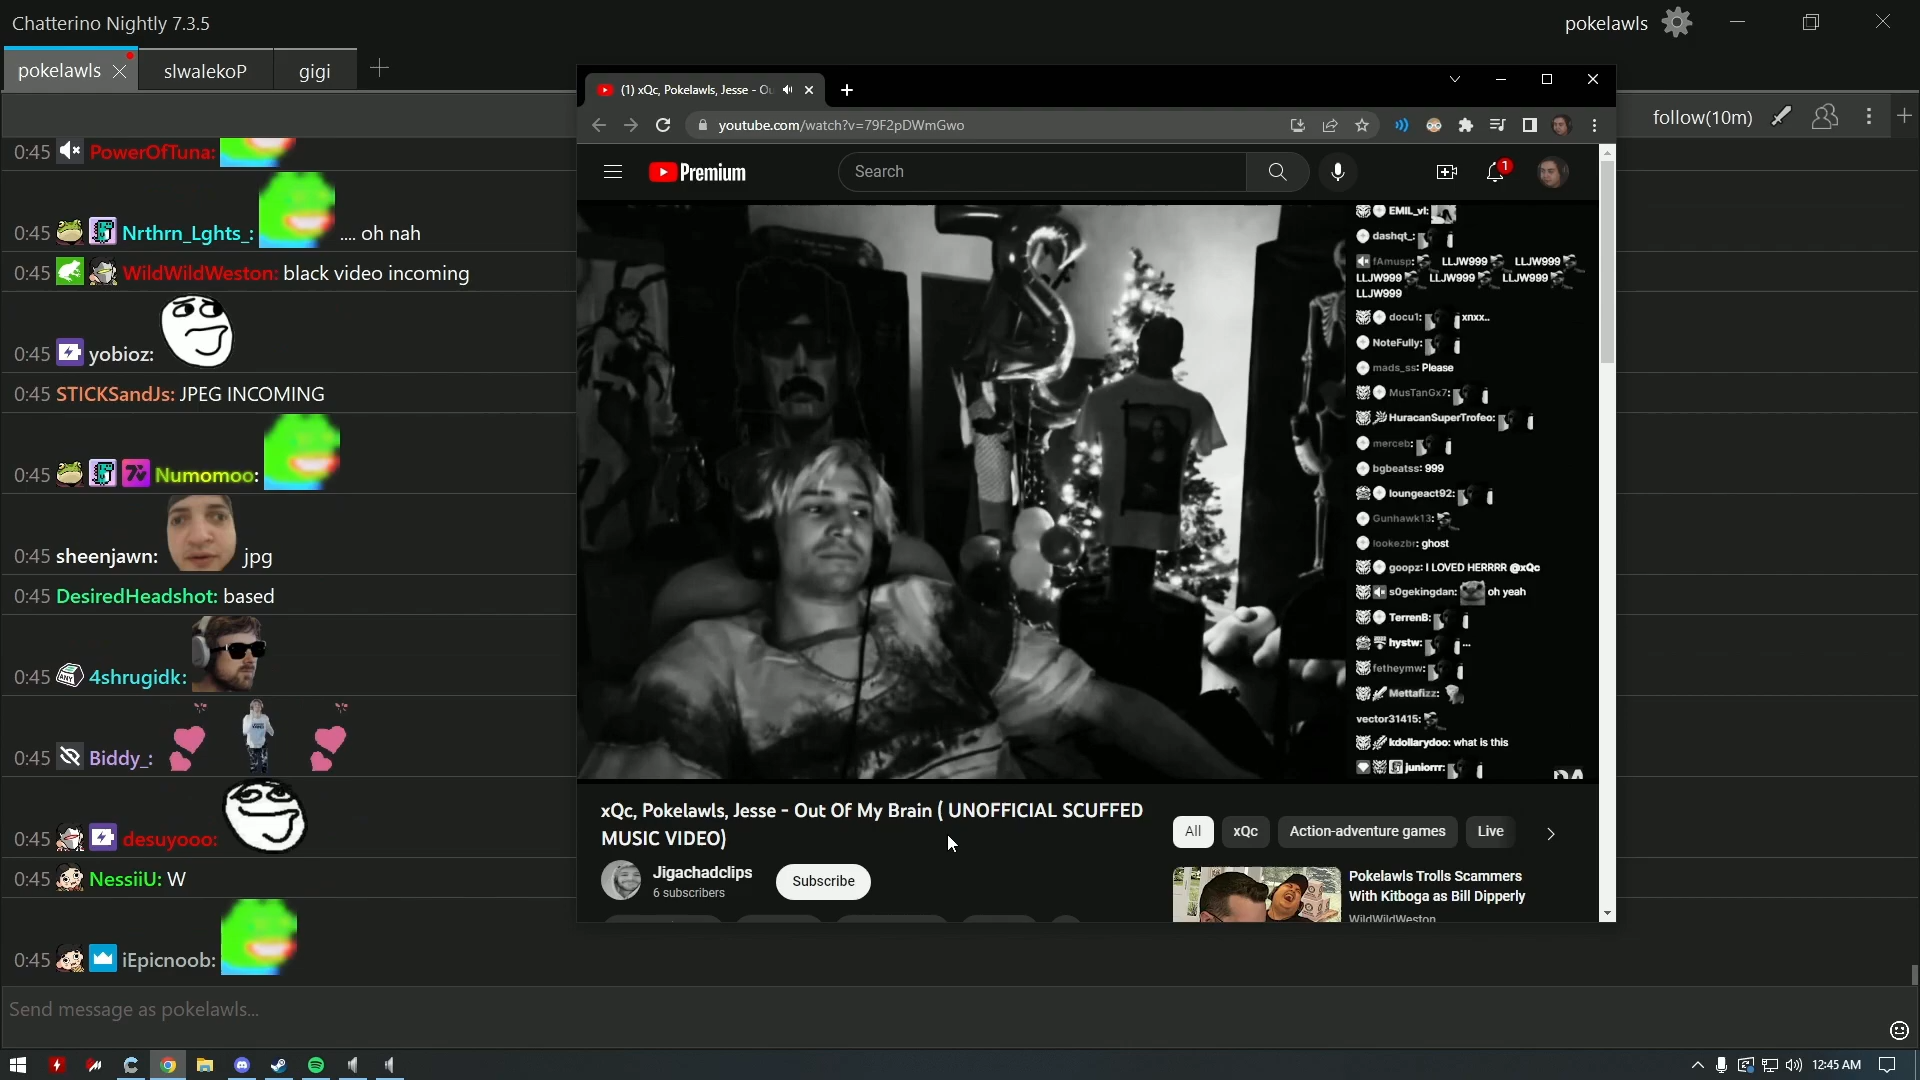 Chatterino Nightly 7.3.5
pokelawls
pokelawls
slwalekoP
gigi
follow(10m)
0:45 PowerOfTuna:
0:45 Nrthrn_Lghts_: .... oh nah
0:45 WildWildWeston: black video incoming
0:45 yobioz:
0:45 STICKSandJs: JPEG INCOMING
0:45 Numomoo:
0:45 sheenjawn: jpg
0:45 DesiredHeadshot: based
0:45 4shrugidk:
0:45 Biddy_:
0:45 desuyooo:
0:45 NessiiU: W
0:45 iEpicnoob:
Send message as pokelawls...
(1) xQc, Pokelawls, Jesse - Ou
youtube.com/watch?v=79F2pDWmGwo
Premium
Search
1
EMIL_vl:
dashqt_:
fAmusp: LLJW999 LLJW999
LLJW999 LLJW999 LLJW999
LLJW999
docu1: xnxx..
NoteFully:
mads_ss: Please
MusTanGx7:
HuracanSuperTrofeo:
merceb:
bgbeatss: 999
loungeact92:
Gunhawk13:
lookezbr: ghost
goopz: I LOVED HERRRR @xQc
s0gekingdan: oh yeah
TerrenB:
hystw: ...
fetheymw:
Mettafizz:
vector31415:
kdollarydoo: what is this
juniorrr:
xQc, Pokelawls, Jesse - Out Of My Brain ( UNOFFICIAL SCUFFED
MUSIC VIDEO)
Jigachadclips
6 subscribers
Subscribe
All
xQc
Action-adventure games
Live
Pokelawls Trolls Scammers
With Kitboga as Bill Dipperly
WildWildWeston
12:45 AM